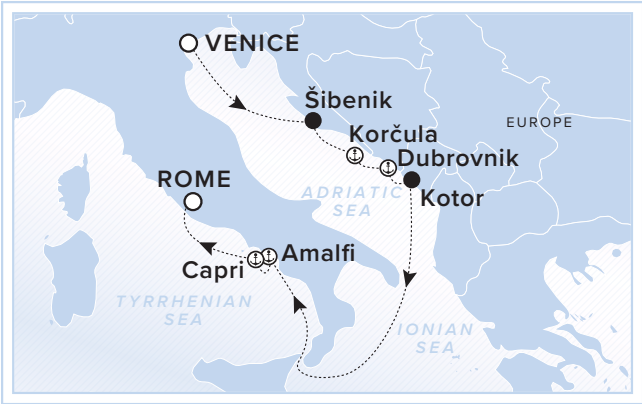 VENICE
Šibenik
EUROPE
Korčula
Dubrovnik
ROME
ADRIATIC
SEA
Kotor
Amalfi
Capri
TYRRHENIAN
SEA
IONIAN
SEA